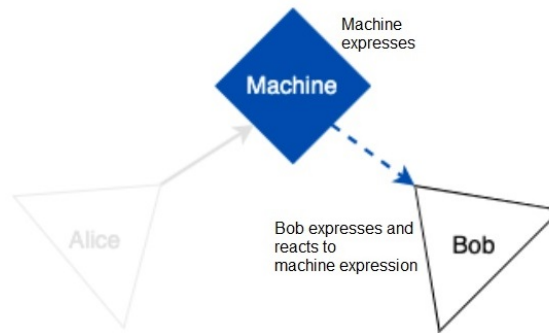 Machine
expresses
Machine
Alice
Bob expresses and
reacts to
machine expression
Bob